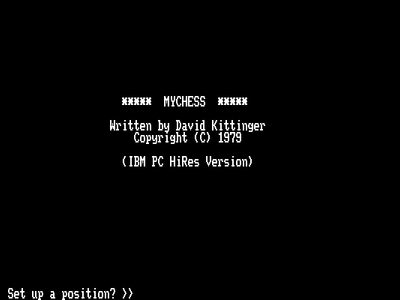 ***** MYCHESS *****
Written by David Kittinger
Copyright (C) 1979
(IBM PC HiRes Version)
Set up a position? >>